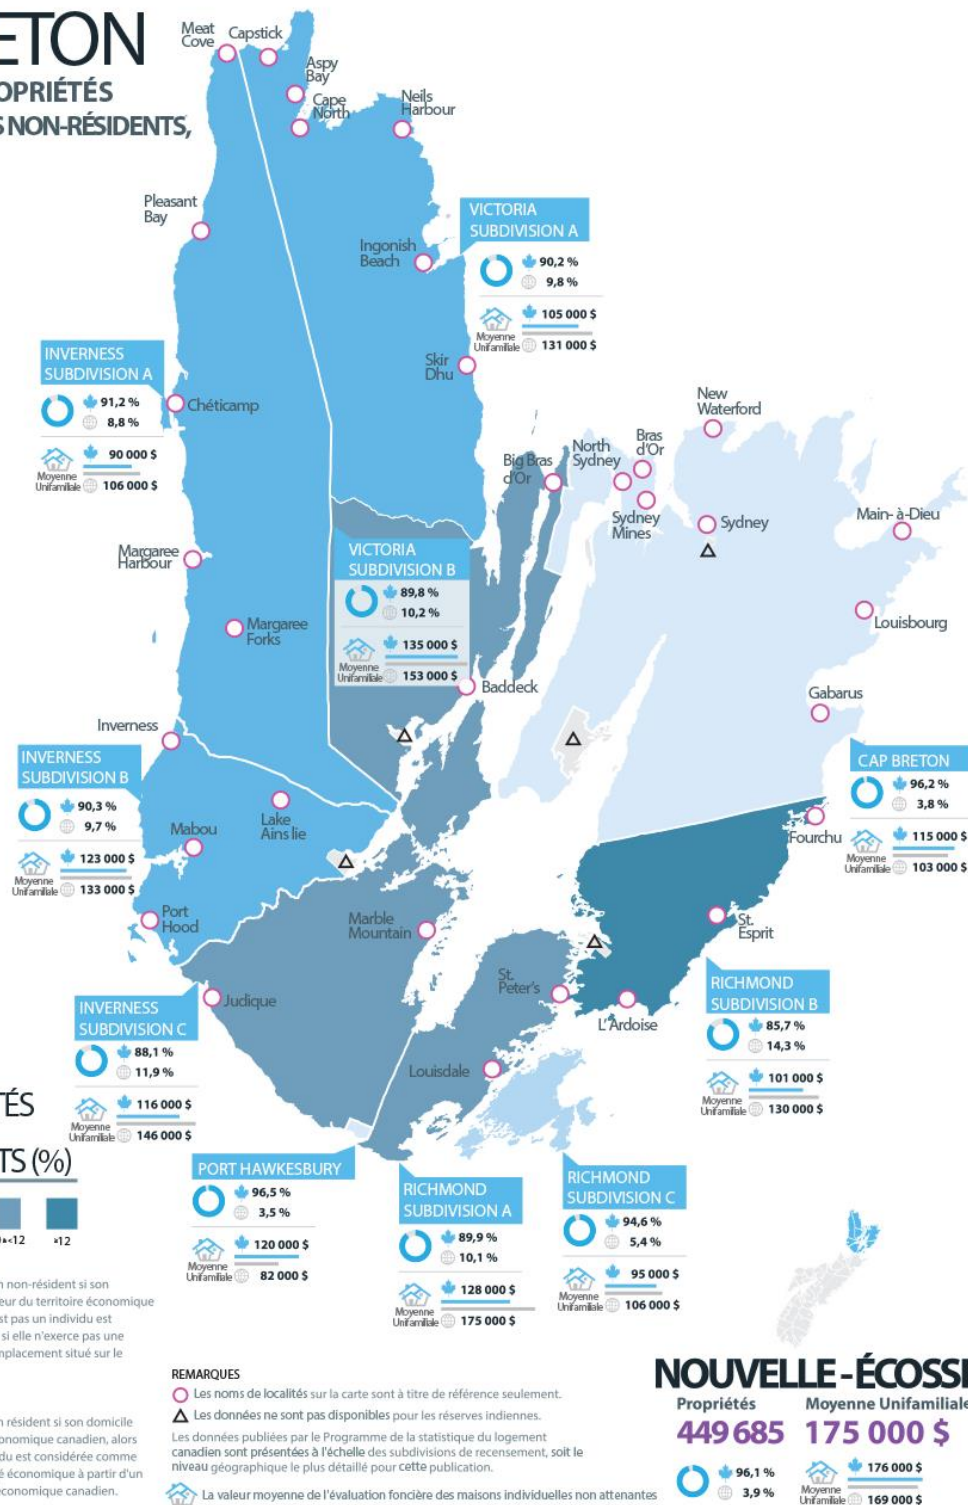 ETON
OPRIÉTÉS
S NON-RÉSIDENTS,
Meat
Cove
Capstick
Aspy
Bay
Cape
North
Neils
Harbour
Pleasant
Bay
Ingonish
Beach
VICTORIA
SUBDIVISION A
90,2 %
9,8 %
105 000 $
Moyenne
Unifamiliale
131 000 $
Skir
Dhu
INVERNESS
SUBDIVISION A
91,2 %
8,8 %
90 000 $
Moyenne
Unifamiliale
106 000 $
Chéticamp
New
Waterford
Bras
d'Or
North
Sydney
Big Bras
d'Or
Sydney
Mines
Sydney
Main- à-Dieu
Margaree
Harbour
VICTORIA
SUBDIVISION B
89,8 %
10,2 %
135 000 $
Moyenne
Unifamiliale
153 000 $
Margaree
Forks
Louisbourg
Baddeck
Gabarus
Inverness
INVERNESS
SUBDIVISION B
90,3 %
9,7 %
123 000 $
Moyenne
Unifamiliale
133 000 $
CAP BRETON
96,2 %
3,8 %
115 000 $
Moyenne
Unifamiliale
103 000 $
Lake
Ains lie
Mabou
Fourchu
Port
Hood
Marble
Mountain
St.
Esprit
St.
Peter's
L' Ardoise
Judique
INVERNESS
SUBDIVISION C
88,1 %
11,9 %
116 000 $
Moyenne
Unifamiliale
146 000 $
RICHMOND
SUBDIVISION B
85,7 %
14,3 %
101 000 $
Moyenne
Unifamiliale
130 000 $
Louisdale
TÉS
TS (%)
<12
12
PORT HAWKESBURY
96,5 %
3,5 %
120 000 $
Moyenne
Unifamiliale
82 000 $
RICHMOND
SUBDIVISION A
89,9 %
10,1 %
128 000 $
Moyenne
Unifamiliale
175 000 $
RICHMOND
SUBDIVISION C
94,6 %
5,4 %
95 000 $
Moyenne
Unifamiliale
106 000 $
n non-résident si son
eur du territoire économique
st pas un individu est
si elle n'exerce pas une
mplacement situé sur le
n résident si son domicile
onomique canadien, alors
du est considérée comme
é économique à partir d'un
économique canadien.
REMARQUES
Les noms de localités sur la carte sont à titre de référence seulement.
Les données ne sont pas disponibles pour les réserves indiennes.
Les données publiées par le Programme de la statistique du logement
canadien sont présentées à l'échelle des subdivisions de recensement, soit le
niveau géographique le plus détaillé pour cette publication.
La valeur moyenne de l'évaluation foncière des maisons individuelles non attenantes
NOUVELLE-ÉCOSSE
Propriétés
Moyenne Unifamiliale
449 685
175 000 $
96,1 %
3,9 %
176 000 $
Moyenne
Unifamiliale
169 000 $